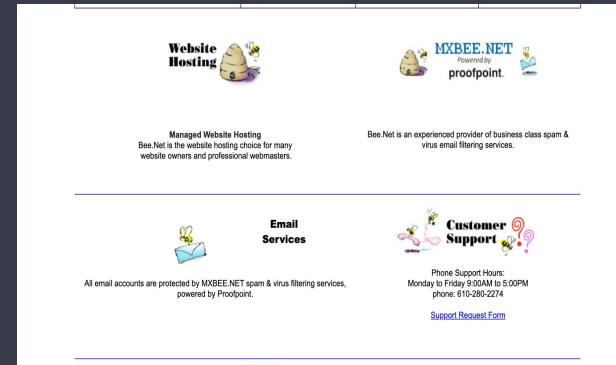 Website
Hosting
MXBEE.NET
Powered by
proofpoint.
Managed Website Hosting
Bee.Net is the website hosting choice for many
website owners and professional webmasters.
Bee.Net is an experienced provider of business class spam &
virus email filtering services.
Email
Services
All email accounts are protected by MXBEE.NET spam & virus filtering services,
powered by Proofpoint.
Customer
Support
??
Phone Support Hours:
Monday to Friday 9:00AM to 5:00PM
phone: 610-280-2274
Support Request Form